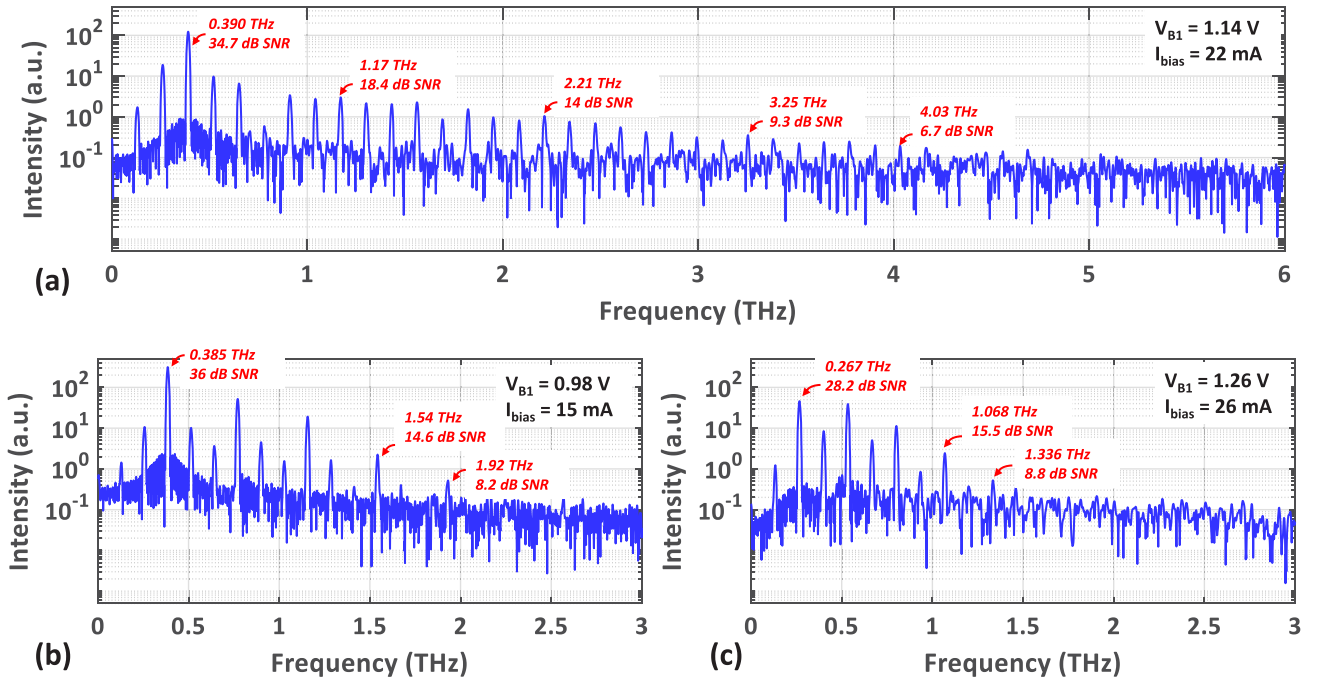 0.390 THz
34.7 dB SNR
1.17 THz
18.4 dB SNR
2.21 THz
14 dB SNR
3.25 THz
9.3 dB SNR
4.03 THz
6.7 dB SNR
V_B1 = 1.14 V
I_bias = 22 mA
Intensity (a.u.)
10^2
10^1
10^0
10^-1
0 1 2 3 4 5 6
Frequency (THz)
(a)
0.385 THz
36 dB SNR
1.54 THz
14.6 dB SNR
1.92 THz
8.2 dB SNR
V_B1 = 0.98 V
I_bias = 15 mA
Intensity (a.u.)
10^2
10^1
10^0
10^-1
0 0.5 1 1.5 2 2.5 3
Frequency (THz)
(b)
0.267 THz
28.2 dB SNR
1.068 THz
15.5 dB SNR
1.336 THz
8.8 dB SNR
V_B1 = 1.26 V
I_bias = 26 mA
Intensity (a.u.)
10^2
10^1
10^0
10^-1
0 0.5 1 1.5 2 2.5 3
Frequency (THz)
(c)